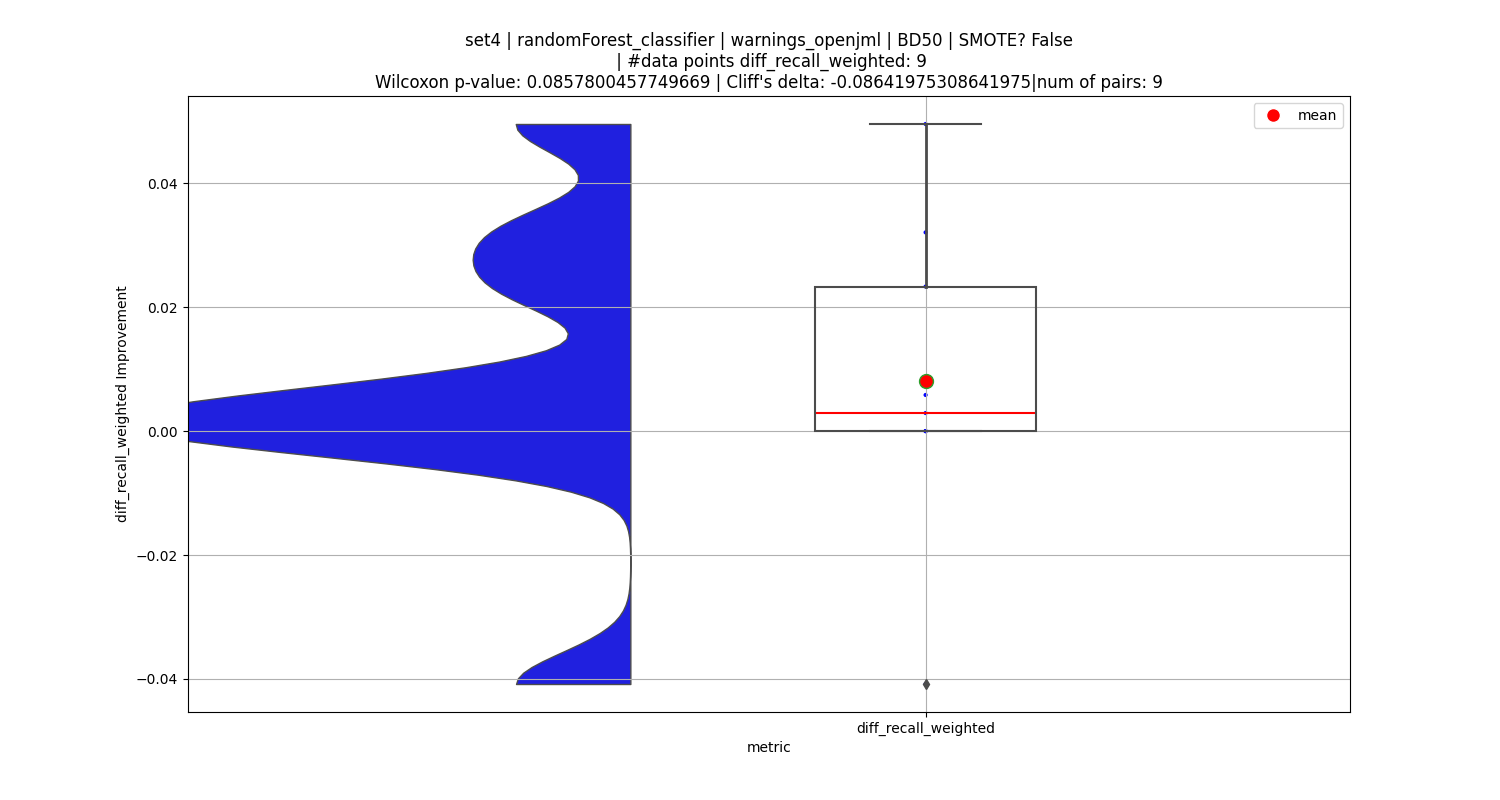 set4 | randomForest_classifier | warnings_openjml | BD50 | SMOTE? False
| #data points diff_recall_weighted: 9
Wilcoxon p-value: 0.0857800457749669 | Cliff's delta: -0.08641975308641975|num of pairs: 9
mean
diff_recall_weighted Improvement
0.04
0.02
0.00
−0.02
−0.04
diff_recall_weighted
metric